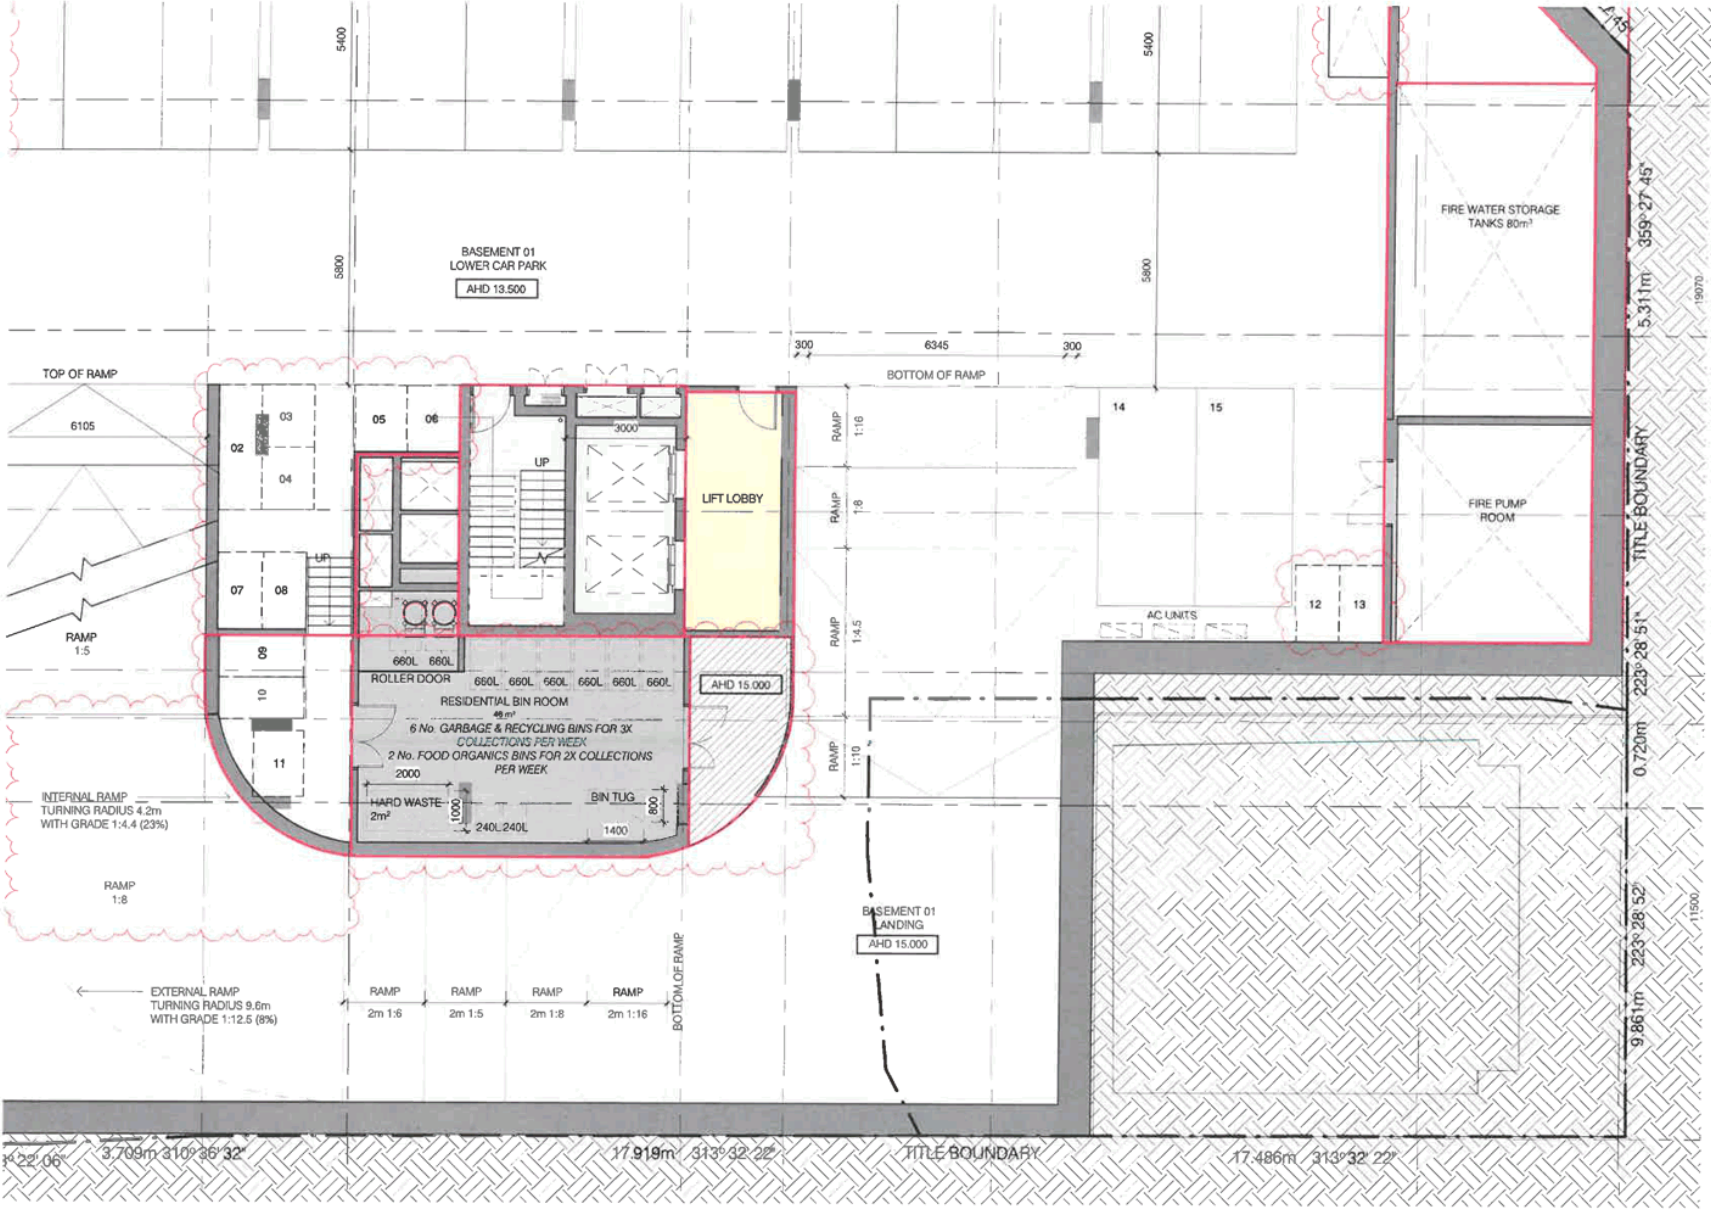 5400
5400
1:45"
FIRE WATER STORAGE
TANKS 80m³
359° 27' 45"
5.311m
19070
BASEMENT 01
LOWER CAR PARK
AHD 13.500
5800
5800
300
6345
300
BOTTOM OF RAMP
TOP OF RAMP
6105
02
03
04
05
06
07
08
UP
UP
3000
LIFT LOBBY
RAMP
1:16
RAMP
1:8
RAMP
1:4.5
RAMP
1:10
14
15
12
13
AC UNITS
FIRE PUMP
ROOM
TITLE BOUNDARY
223° 28' 51"
0.720m
RAMP
1:5
09
10
11
660L
660L
ROLLER DOOR
660L
660L
660L
660L
660L
660L
RESIDENTIAL BIN ROOM
6 No. GARBAGE & RECYCLING BINS FOR 3X
COLLECTIONS PER WEEK
2 No. FOOD ORGANICS BINS FOR 2X COLLECTIONS
PER WEEK
2000
HARD WASTE
2m²
1000
240L 240L
BIN TUG
800
1400
AHD 15.000
INTERNAL RAMP
TURNING RADIUS 4.2m
WITH GRADE 1:4.4 (23%)
RAMP
1:8
BASEMENT 01
LANDING
AHD 15.000
11500
223° 28' 52"
9.861m
EXTERNAL RAMP
TURNING RADIUS 9.6m
WITH GRADE 1:12.5 (8%)
RAMP
2m 1:6
RAMP
2m 1:5
RAMP
2m 1:8
RAMP
2m 1:16
BOTTOM OF RAMP
22' 06"
3.709m 310° 36' 32"
17.919m 313° 32' 22"
TITLE BOUNDARY
17.486m 313° 32' 22"